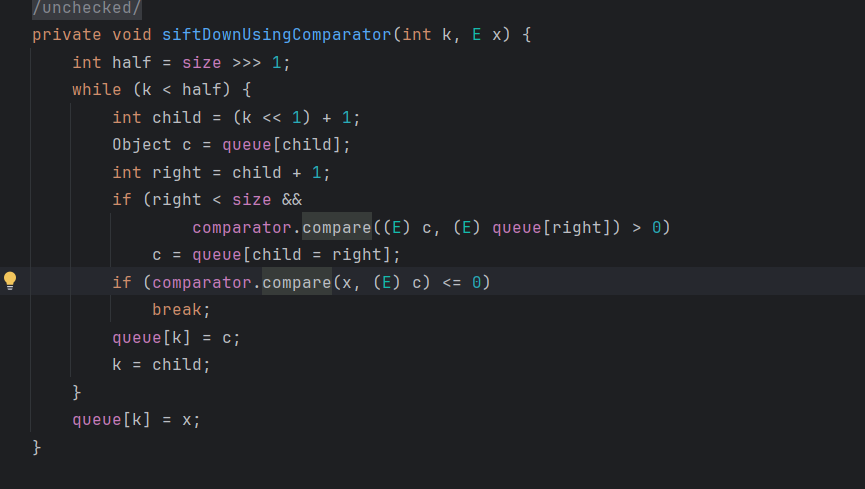 /unchecked/
private void siftDownUsingComparator(int k, E x) {
int half = size >>> 1;
while (k < half) {
int child = (k << 1) + 1;
Object c = queue[child];
int right = child + 1;
if (right < size &&
comparator.compare((E) c, (E) queue[right]) > 0)
c = queue[child = right];
if (comparator.compare(x, (E) c) <= 0)
break;
queue[k] = c;
k = child;
}
queue[k] = x;
}